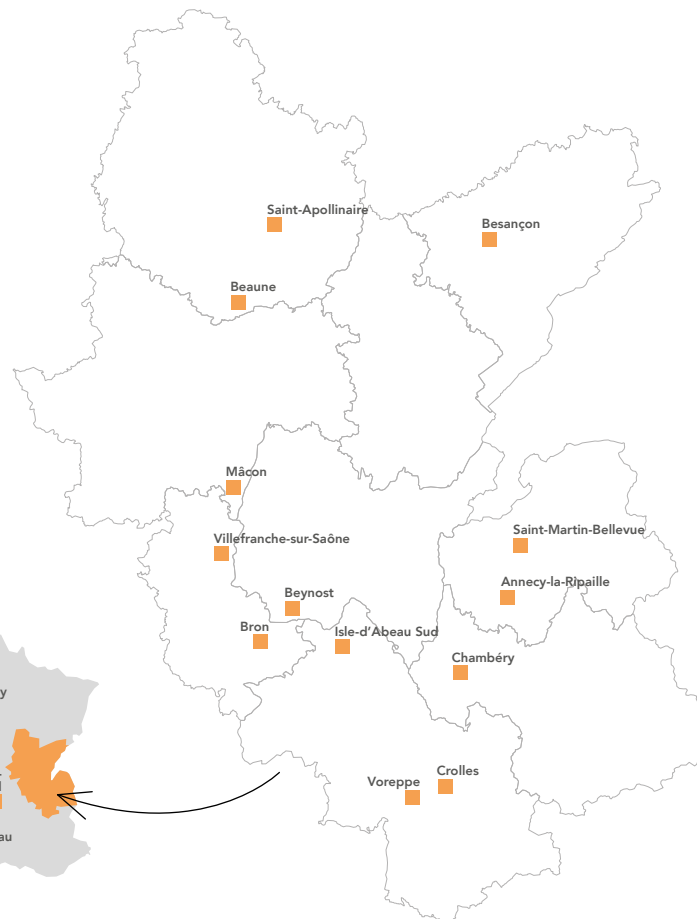 Saint-Apollinaire
Besançon
Beaune
Mâcon
Saint-Martin-Bellevue
Villefranche-sur-Saône
Annecy-la-Ripaille
Beynost
Bron
Isle-d'Abeau Sud
Chambéry
Crolles
Voreppe